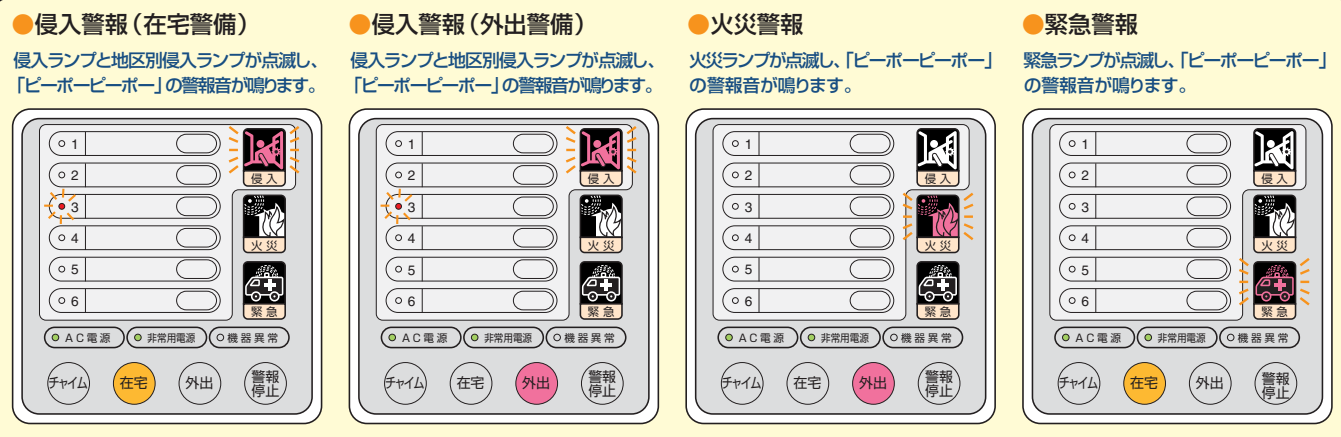 ●侵入警報（在宅警備）
侵入ランプと地区別侵入ランプが点滅し、
「ピーポーピーポー」の警報音が鳴ります。
1
2
3
4
5
6
侵入
火災
緊急
AC電源
非常用電源
機器異常
チャイム
在宅
外出
警報
停止
●侵入警報（外出警備）
侵入ランプと地区別侵入ランプが点滅し、
「ピーポーピーポー」の警報音が鳴ります。
1
2
3
4
5
6
侵入
火災
緊急
AC電源
非常用電源
機器異常
チャイム
在宅
外出
警報
停止
●火災警報
火災ランプが点滅し、「ピーポーピーポー」
の警報音が鳴ります。
1
2
3
4
5
6
侵入
火災
緊急
AC電源
非常用電源
機器異常
チャイム
在宅
外出
警報
停止
●緊急警報
緊急ランプが点滅し、「ピーポーピーポー」
の警報音が鳴ります。
1
2
3
4
5
6
侵入
火災
緊急
AC電源
非常用電源
機器異常
チャイム
在宅
外出
警報
停止